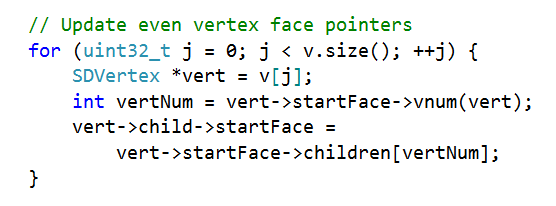 // Update even vertex face pointers
for (uint32_t j = 0; j < v.size(); ++j) {
    SDVertex *vert = v[j];
    int vertNum = vert->startFace->vnum(vert);
    vert->child->startFace =
        vert->startFace->children[vertNum];
}